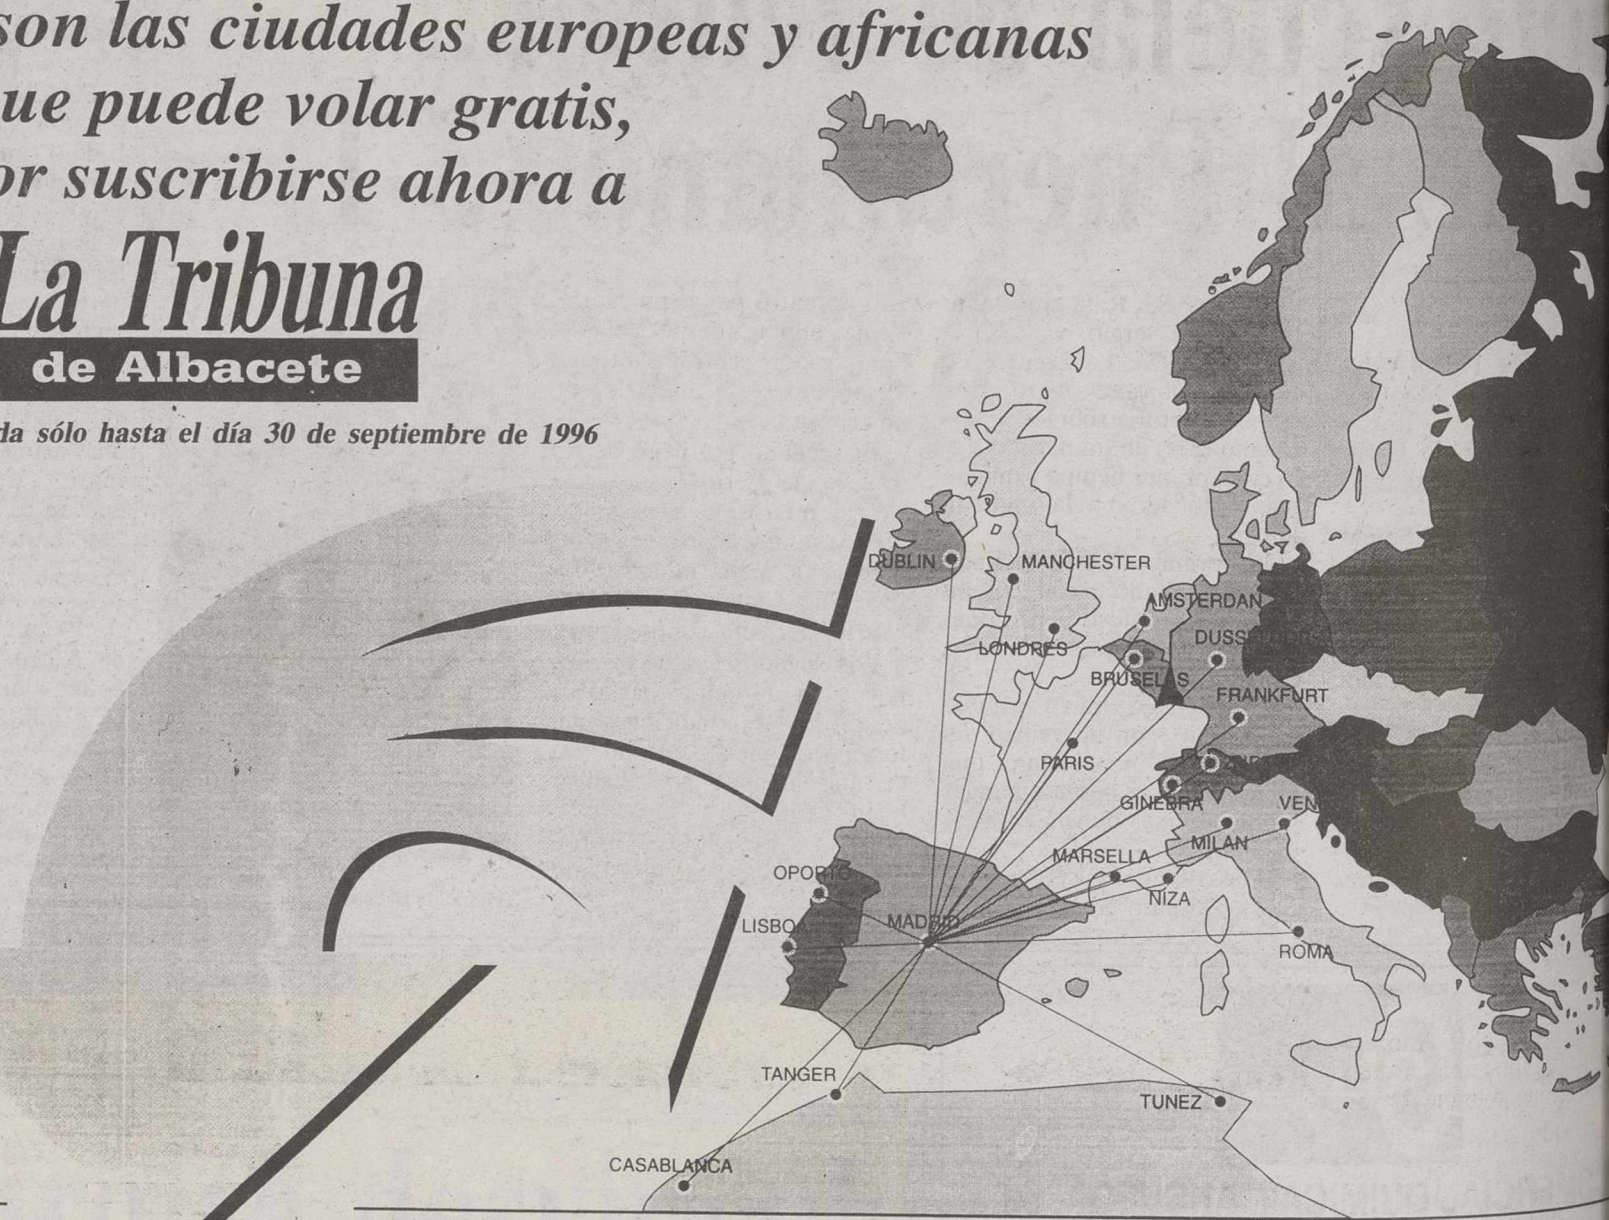 son las ciudades europeas y africanas
ue puede volar gratis,
or suscribirse ahora a
La Tribuna
de Albacete
da sólo hasta el día 30 de septiembre de 1996
DUBLIN
MANCHESTER
AMSTERDAN
LONDRES
DUSSELDORF
BRUSELAS
FRANKFURT
PARIS
GINEBRA
VEN
MILAN
MARSELLA
OPORTO
NIZA
LISBOA
MADRID
ROMA
TANGER
TUNEZ
CASABLANCA